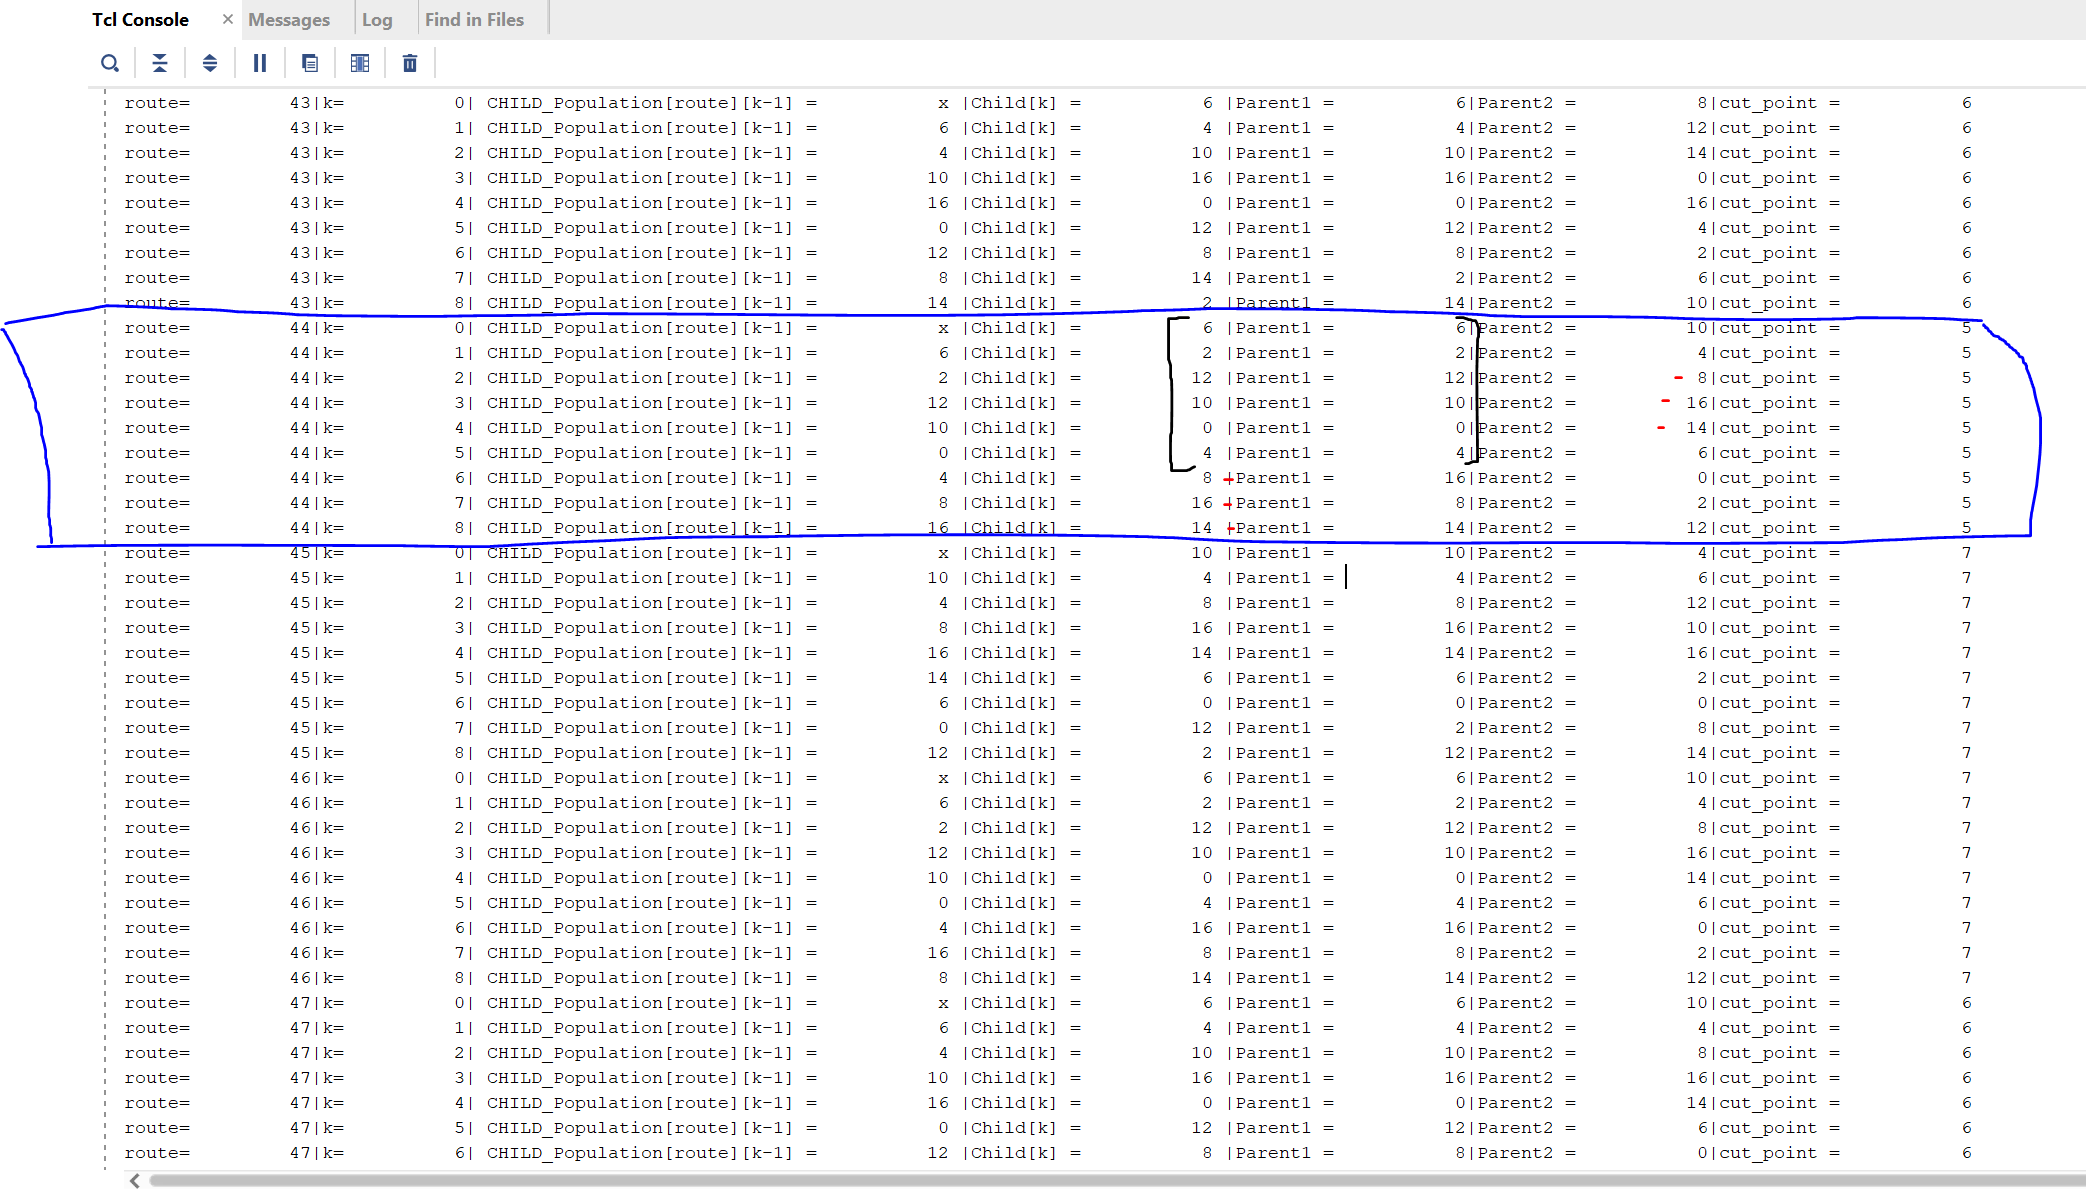 Tcl Console × Messages Log Find in Files
route= 43|k= 0| CHILD_Population[route][k-1] = x |Child[k] = 6 |Parent1 = 6|Parent2 = 8|cut_point = 6
route= 43|k= 1| CHILD_Population[route][k-1] = 6 |Child[k] = 4 |Parent1 = 4|Parent2 = 12|cut_point = 6
route= 43|k= 2| CHILD_Population[route][k-1] = 4 |Child[k] = 10 |Parent1 = 10|Parent2 = 14|cut_point = 6
route= 43|k= 3| CHILD_Population[route][k-1] = 10 |Child[k] = 16 |Parent1 = 16|Parent2 = 0|cut_point = 6
route= 43|k= 4| CHILD_Population[route][k-1] = 16 |Child[k] = 0 |Parent1 = 0|Parent2 = 16|cut_point = 6
route= 43|k= 5| CHILD_Population[route][k-1] = 0 |Child[k] = 12 |Parent1 = 12|Parent2 = 4|cut_point = 6
route= 43|k= 6| CHILD_Population[route][k-1] = 12 |Child[k] = 8 |Parent1 = 8|Parent2 = 2|cut_point = 6
route= 43|k= 7| CHILD_Population[route][k-1] = 8 |Child[k] = 14 |Parent1 = 2|Parent2 = 6|cut_point = 6
route= 43|k= 8| CHILD_Population[route][k-1] = 14 |Child[k] = 2 |Parent1 = 14|Parent2 = 10|cut_point = 6
route= 44|k= 0| CHILD_Population[route][k-1] = x |Child[k] = 6 |Parent1 = 6|Parent2 = 10|cut_point = 5
route= 44|k= 1| CHILD_Population[route][k-1] = 6 |Child[k] = 2 |Parent1 = 2|Parent2 = 4|cut_point = 5
route= 44|k= 2| CHILD_Population[route][k-1] = 2 |Child[k] = 12 |Parent1 = 12|Parent2 = 8|cut_point = 5
route= 44|k= 3| CHILD_Population[route][k-1] = 12 |Child[k] = 10 |Parent1 = 10|Parent2 = 16|cut_point = 5
route= 44|k= 4| CHILD_Population[route][k-1] = 10 |Child[k] = 0 |Parent1 = 0|Parent2 = 14|cut_point = 5
route= 44|k= 5| CHILD_Population[route][k-1] = 0 |Child[k] = 4 |Parent1 = 4|Parent2 = 6|cut_point = 5
route= 44|k= 6| CHILD_Population[route][k-1] = 4 |Child[k] = 8 |Parent1 = 16|Parent2 = 0|cut_point = 5
route= 44|k= 7| CHILD_Population[route][k-1] = 8 |Child[k] = 16 |Parent1 = 8|Parent2 = 2|cut_point = 5
route= 44|k= 8| CHILD_Population[route][k-1] = 16 |Child[k] = 14 |Parent1 = 14|Parent2 = 12|cut_point = 5
route= 45|k= 0| CHILD_Population[route][k-1] = x |Child[k] = 10 |Parent1 = 10|Parent2 = 4|cut_point = 7
route= 45|k= 1| CHILD_Population[route][k-1] = 10 |Child[k] = 4 |Parent1 = 4|Parent2 = 6|cut_point = 7
route= 45|k= 2| CHILD_Population[route][k-1] = 4 |Child[k] = 8 |Parent1 = 8|Parent2 = 12|cut_point = 7
route= 45|k= 3| CHILD_Population[route][k-1] = 8 |Child[k] = 16 |Parent1 = 16|Parent2 = 10|cut_point = 7
route= 45|k= 4| CHILD_Population[route][k-1] = 16 |Child[k] = 14 |Parent1 = 14|Parent2 = 16|cut_point = 7
route= 45|k= 5| CHILD_Population[route][k-1] = 14 |Child[k] = 6 |Parent1 = 6|Parent2 = 2|cut_point = 7
route= 45|k= 6| CHILD_Population[route][k-1] = 6 |Child[k] = 0 |Parent1 = 0|Parent2 = 0|cut_point = 7
route= 45|k= 7| CHILD_Population[route][k-1] = 0 |Child[k] = 12 |Parent1 = 2|Parent2 = 8|cut_point = 7
route= 45|k= 8| CHILD_Population[route][k-1] = 12 |Child[k] = 2 |Parent1 = 12|Parent2 = 14|cut_point = 7
route= 46|k= 0| CHILD_Population[route][k-1] = x |Child[k] = 6 |Parent1 = 6|Parent2 = 10|cut_point = 7
route= 46|k= 1| CHILD_Population[route][k-1] = 6 |Child[k] = 2 |Parent1 = 2|Parent2 = 4|cut_point = 7
route= 46|k= 2| CHILD_Population[route][k-1] = 2 |Child[k] = 12 |Parent1 = 12|Parent2 = 8|cut_point = 7
route= 46|k= 3| CHILD_Population[route][k-1] = 12 |Child[k] = 10 |Parent1 = 10|Parent2 = 16|cut_point = 7
route= 46|k= 4| CHILD_Population[route][k-1] = 10 |Child[k] = 0 |Parent1 = 0|Parent2 = 14|cut_point = 7
route= 46|k= 5| CHILD_Population[route][k-1] = 0 |Child[k] = 4 |Parent1 = 4|Parent2 = 6|cut_point = 7
route= 46|k= 6| CHILD_Population[route][k-1] = 4 |Child[k] = 16 |Parent1 = 16|Parent2 = 0|cut_point = 7
route= 46|k= 7| CHILD_Population[route][k-1] = 16 |Child[k] = 8 |Parent1 = 8|Parent2 = 2|cut_point = 7
route= 46|k= 8| CHILD_Population[route][k-1] = 8 |Child[k] = 14 |Parent1 = 14|Parent2 = 12|cut_point = 7
route= 47|k= 0| CHILD_Population[route][k-1] = x |Child[k] = 6 |Parent1 = 6|Parent2 = 10|cut_point = 6
route= 47|k= 1| CHILD_Population[route][k-1] = 6 |Child[k] = 4 |Parent1 = 4|Parent2 = 4|cut_point = 6
route= 47|k= 2| CHILD_Population[route][k-1] = 4 |Child[k] = 10 |Parent1 = 10|Parent2 = 8|cut_point = 6
route= 47|k= 3| CHILD_Population[route][k-1] = 10 |Child[k] = 16 |Parent1 = 16|Parent2 = 16|cut_point = 6
route= 47|k= 4| CHILD_Population[route][k-1] = 16 |Child[k] = 0 |Parent1 = 0|Parent2 = 14|cut_point = 6
route= 47|k= 5| CHILD_Population[route][k-1] = 0 |Child[k] = 12 |Parent1 = 12|Parent2 = 6|cut_point = 6
route= 47|k= 6| CHILD_Population[route][k-1] = 12 |Child[k] = 8 |Parent1 = 8|Parent2 = 0|cut_point = 6